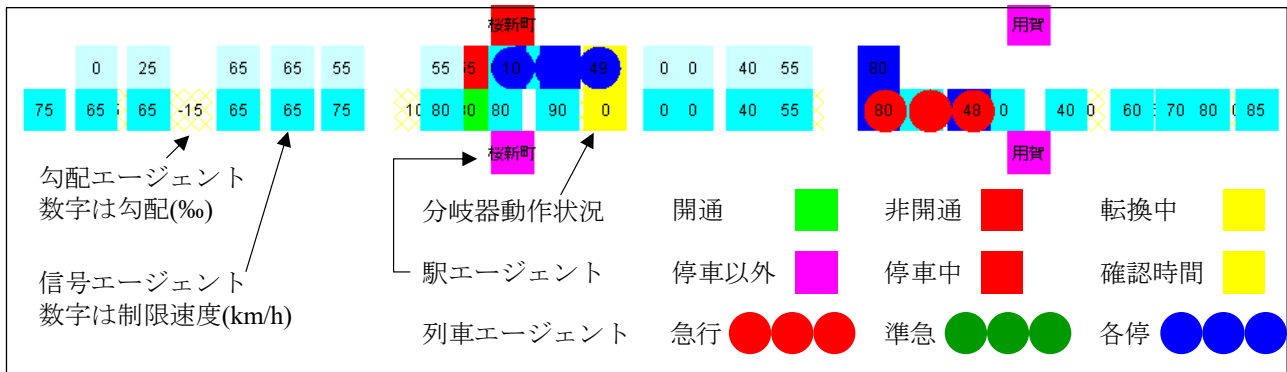 桜新町 用賀
0 25 65 65 55 55 55 10 49 0 0 40 55 80
75 65 65 -15 65 65 75 10 80 80 80 90 0 0 0 40 55 80 48 0 40 0 60 70 80 0 85
桜新町 用賀
勾配エージェント
数字は勾配(‰)
分岐器動作状況 開通 非開通 転換中
信号エージェント
数字は制限速度(km/h)
駅エージェント 停車以外 停車中 確認時間
列車エージェント 急行 準急 各停